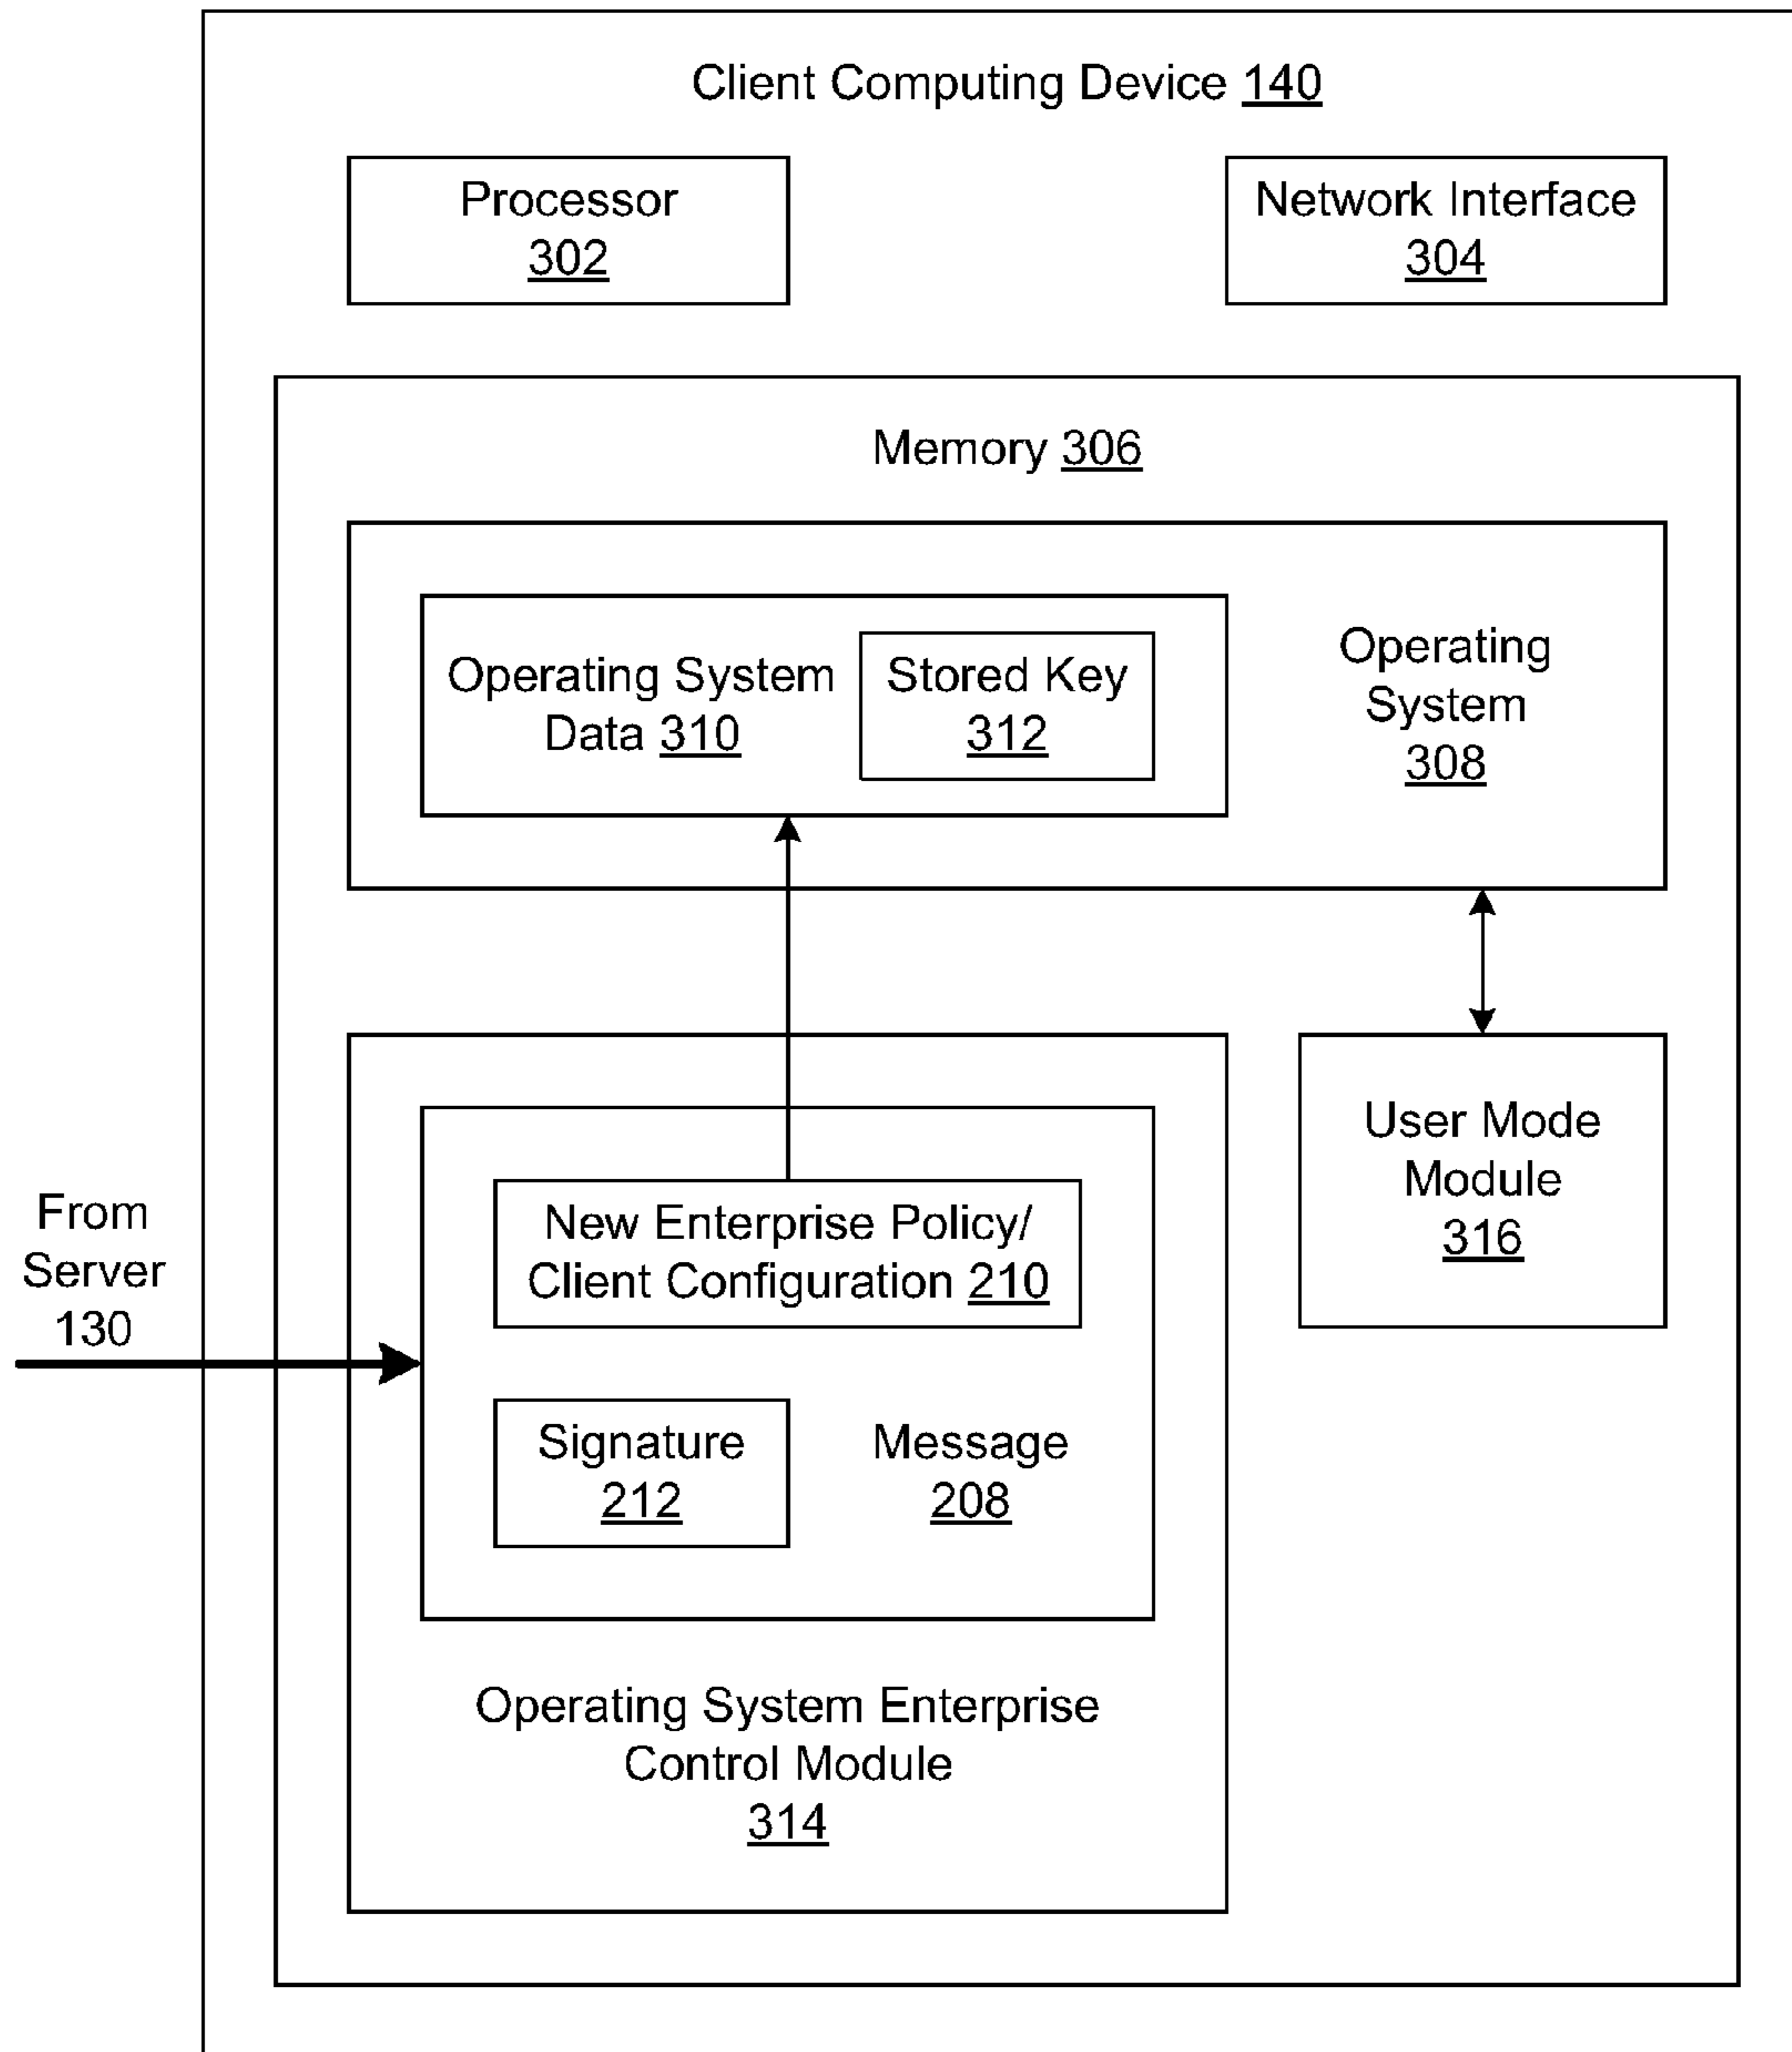 Client Computing Device 140
Processor
302
Network Interface
304
Memory 306
Operating System
Data 310
Stored Key
312
Operating
System
308
New Enterprise Policy/
Client Configuration 210
User Mode
Module
316
From
Server
130
Signature
212
Message
208
Operating System Enterprise
Control Module
314